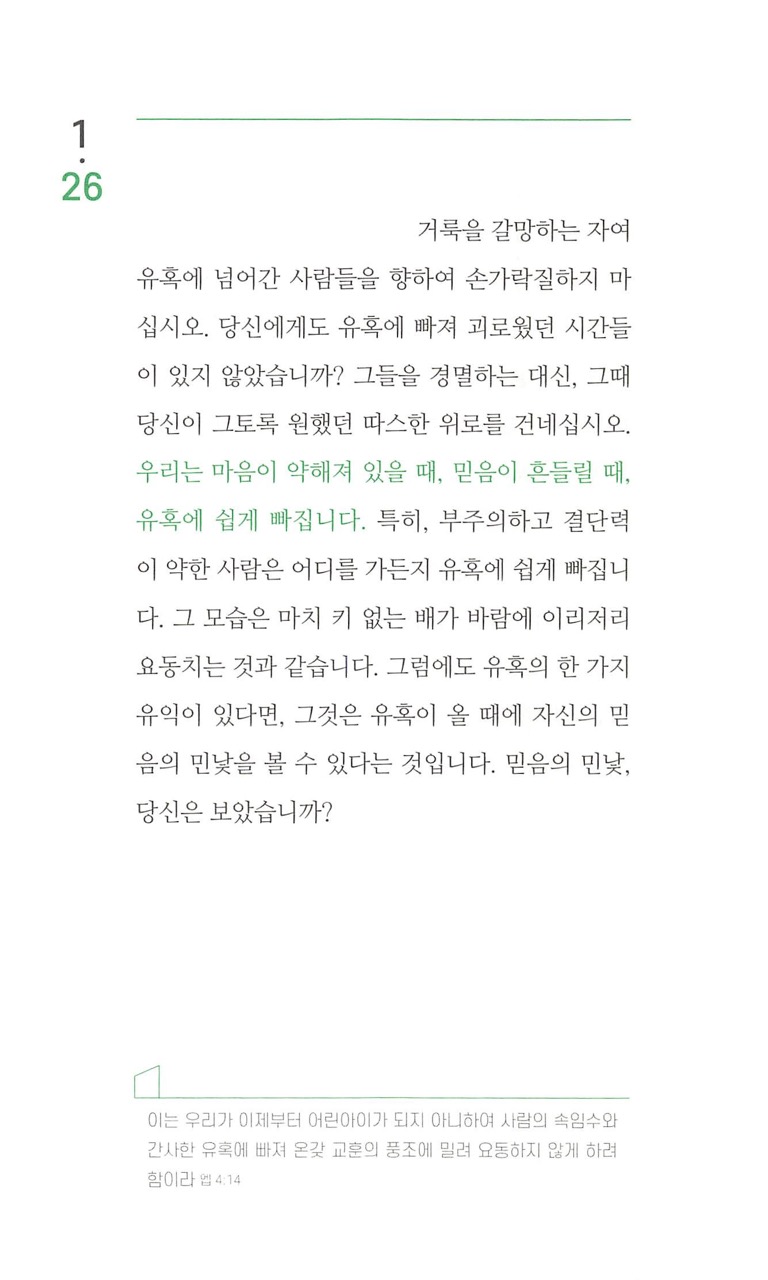 1
.
26
거룩을 갈망하는 자여
유혹에 넘어간 사람들을 향하여 손가락질하지 마
십시오. 당신에게도 유혹에 빠져 괴로웠던 시간들
이 있지 않았습니까? 그들을 경멸하는 대신, 그때
당신이 그토록 원했던 따스한 위로를 건네십시오.
우리는 마음이 약해져 있을 때, 믿음이 흔들릴 때,
유혹에 쉽게 빠집니다. 특히, 부주의하고 결단력
이 약한 사람은 어디를 가든지 유혹에 쉽게 빠집니
다. 그 모습은 마치 키 없는 배가 바람에 이리저리
요동치는 것과 같습니다. 그럼에도 유혹의 한 가지
유익이 있다면, 그것은 유혹이 올 때에 자신의 믿
음의 민낯을 볼 수 있다는 것입니다. 믿음의 민낯,
당신은 보았습니까?
이는 우리가 이제부터 어린아이가 되지 아니하여 사람의 속임수와
간사한 유혹에 빠져 온갖 교훈의 풍조에 밀려 요동하지 않게 하려
함이라 엡 4:14